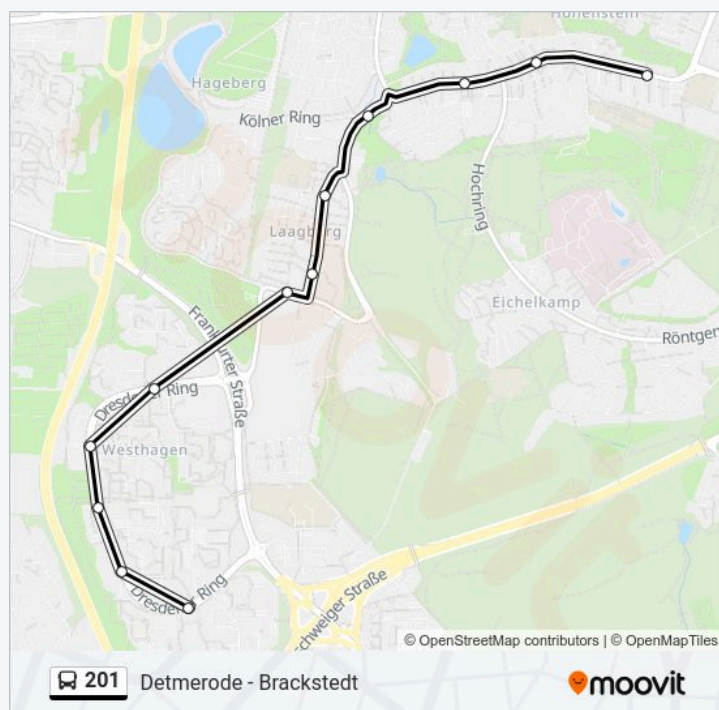 Hohenstein
Hageberg
Kölner Ring
Hochring
Laagberg
Eichelkamp
Röntgen
Frankfurter Straße
Dresdener Ring
Westhagen
Dresdener Ring
schweiger Straße
© OpenStreetMap contributors | © OpenMapTiles
201 Detmerode - Brackstedt
moovit